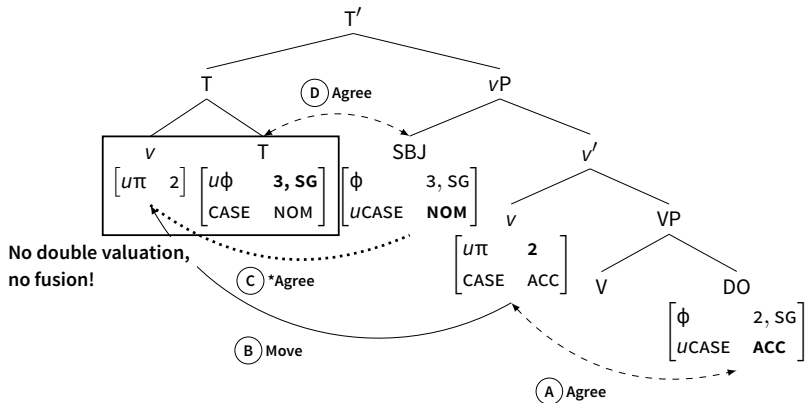 T′
T
vP
D Agree
v
T
SBJ
v′
[uπ 2]
[uϕ 3, SG
CASE NOM]
[ϕ 3, SG
uCASE NOM]
v
VP
[uπ 2
CASE ACC]
V
DO
No double valuation,
no fusion!
C *Agree
[ϕ 2, SG
uCASE ACC]
B Move
A Agree